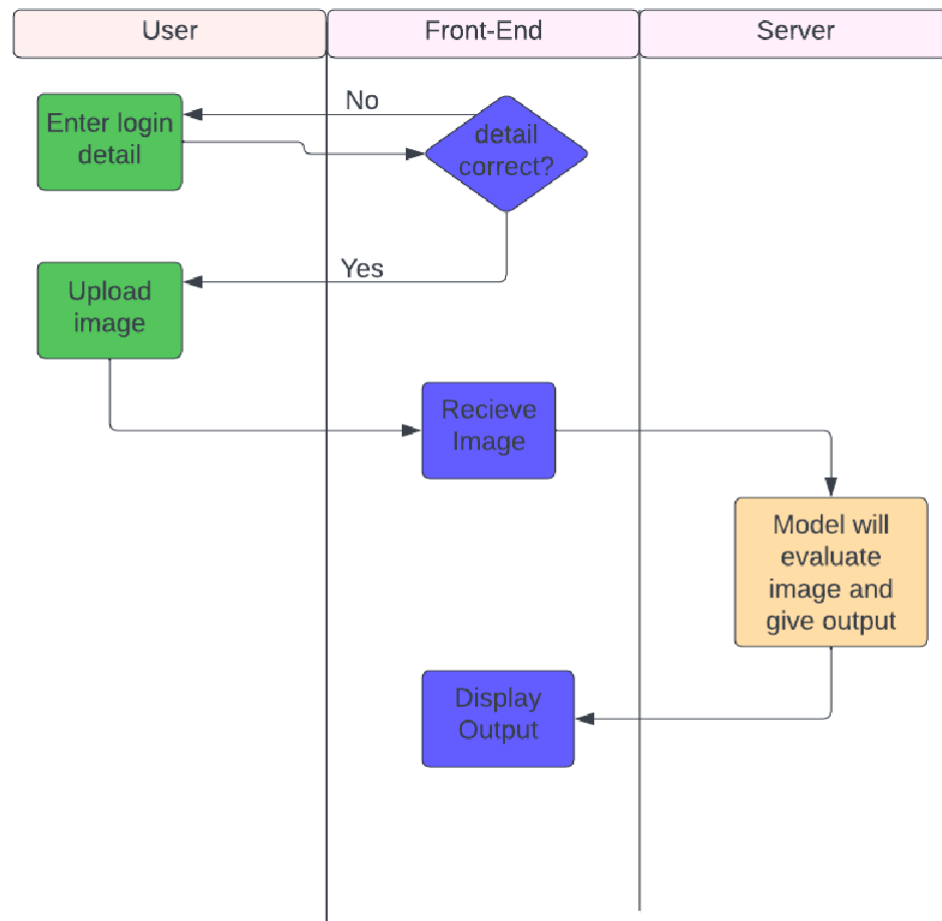 User
Front-End
Server
Enter login
detail
No
detail
correct?
Yes
Upload
image
Recieve
Image
Model will
evaluate
image and
give output
Display
Output